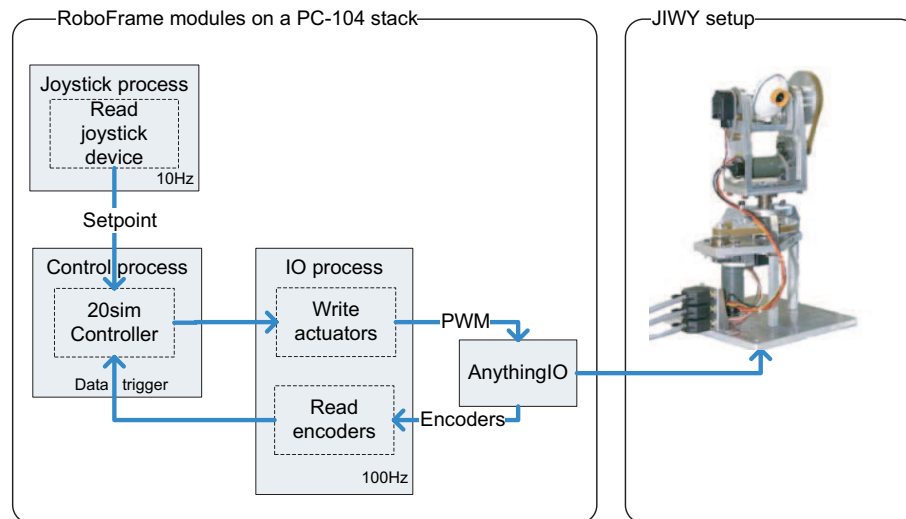 RoboFrame modules on a PC-104 stack
JIWY setup
Joystick process
Read
joystick
device
10Hz
Setpoint
Control process
20sim
Controller
Data trigger
IO process
Write
actuators
PWM
AnythingIO
Read
encoders
Encoders
100Hz